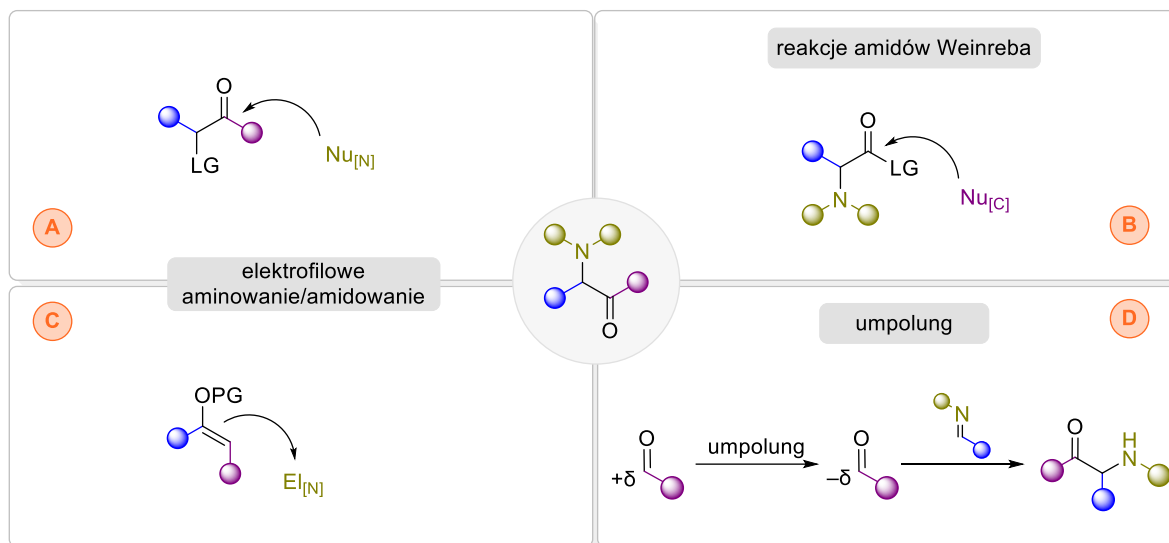 O
LG
Nu[N]
A
reakcje amidów Weinreba
O
LG
N
Nu[C]
B
elektrofilowe
aminowanie/amidowanie
N
O
C
OPG
El[N]
umpolung
D
O
+δ
umpolung
O
–δ
N
O
H
N